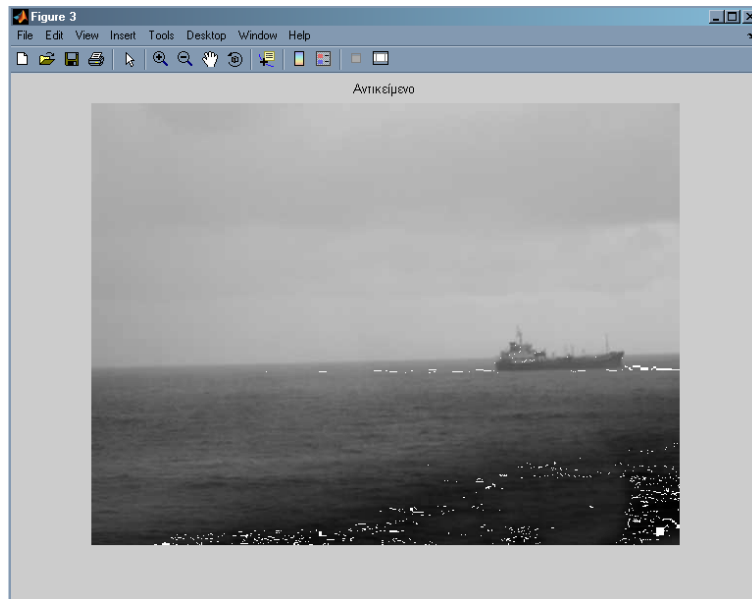 Figure 3
File Edit View Insert Tools Desktop Window Help
Αντικείμενο